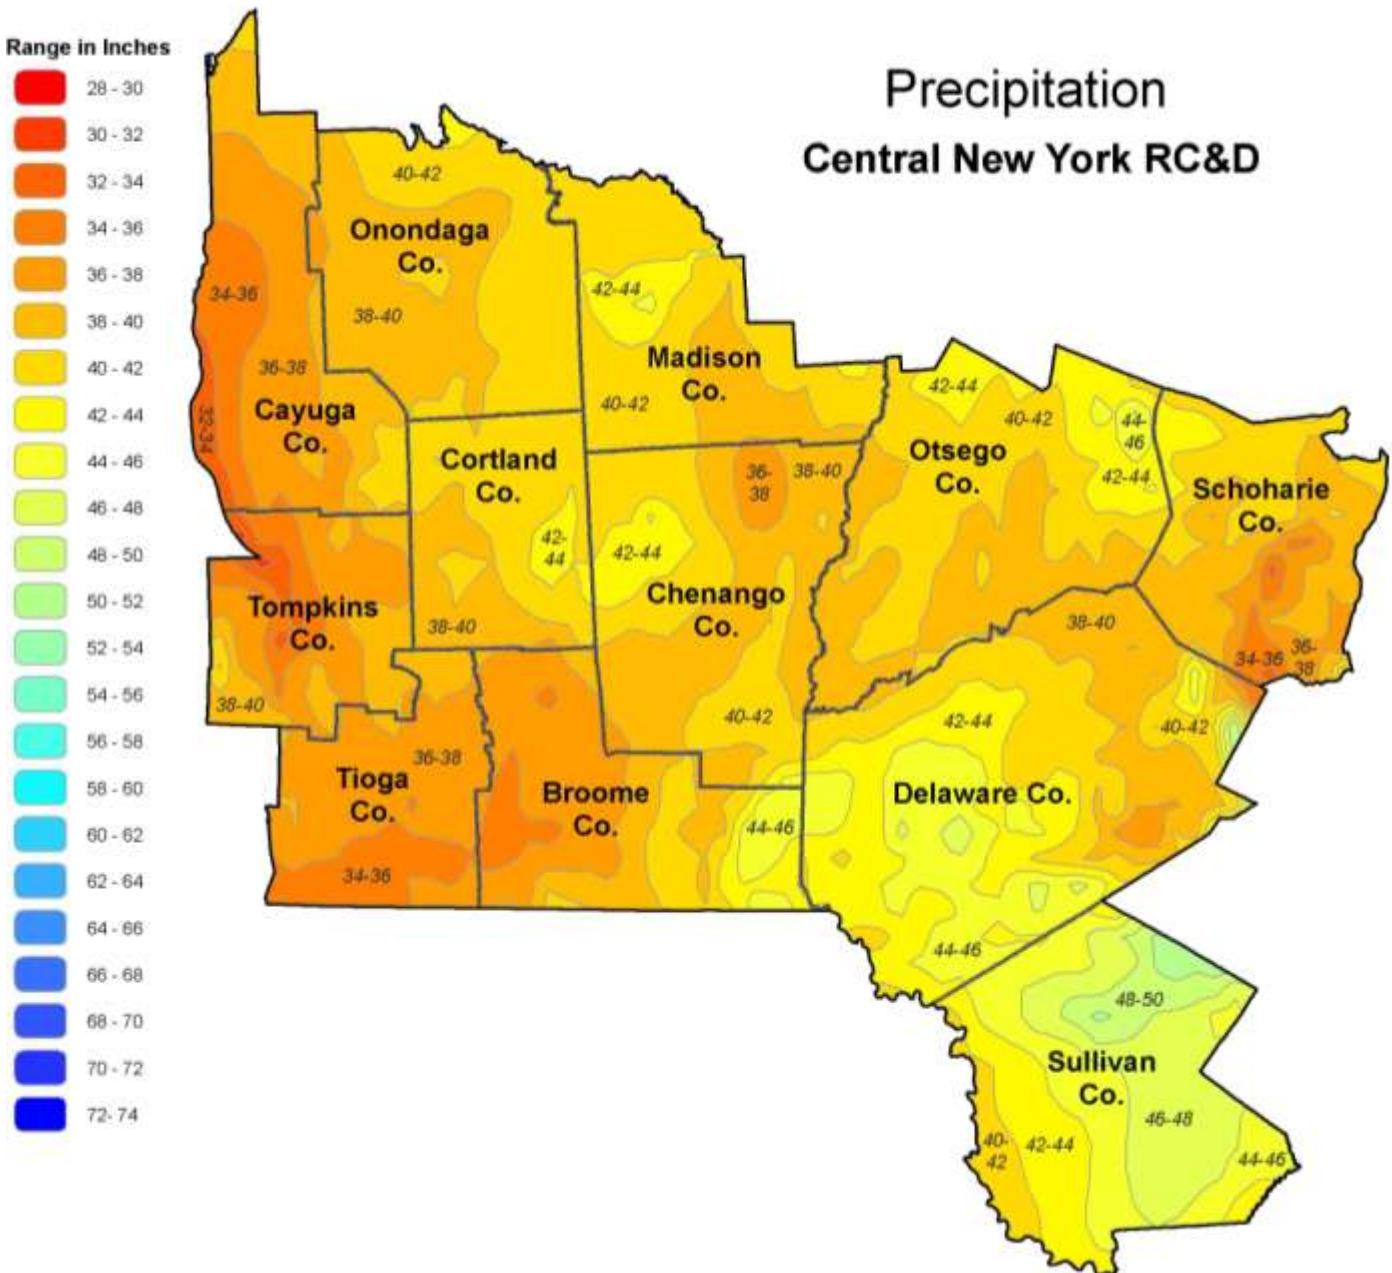 Range in Inches
28 - 30
30 - 32
32 - 34
34 - 36
36 - 38
38 - 40
40 - 42
42 - 44
44 - 46
46 - 48
48 - 50
50 - 52
52 - 54
54 - 56
56 - 58
58 - 60
60 - 62
62 - 64
64 - 66
66 - 68
68 - 70
70 - 72
72- 74
Precipitation
Central New York RC&D
40-42
Onondaga
Co.
34-36
38-40
42-44
36-38
Madison
Co.
40-42
Cayuga
Co.
32-34
42-44
40-42
44-
46
Otsego
Co.
42-44
Cortland
Co.
36-
38
38-40
Schoharie
Co.
42-
44
42-44
Chenango
Co.
Tompkins
Co.
38-40
38-40
34-36
36-
38
38-40
40-42
42-44
40-42
36-38
Tioga
Co.
Broome
Co.
Delaware Co.
44-46
34-36
44-46
48-50
Sullivan
Co.
46-48
40-
42
42-44
44-46